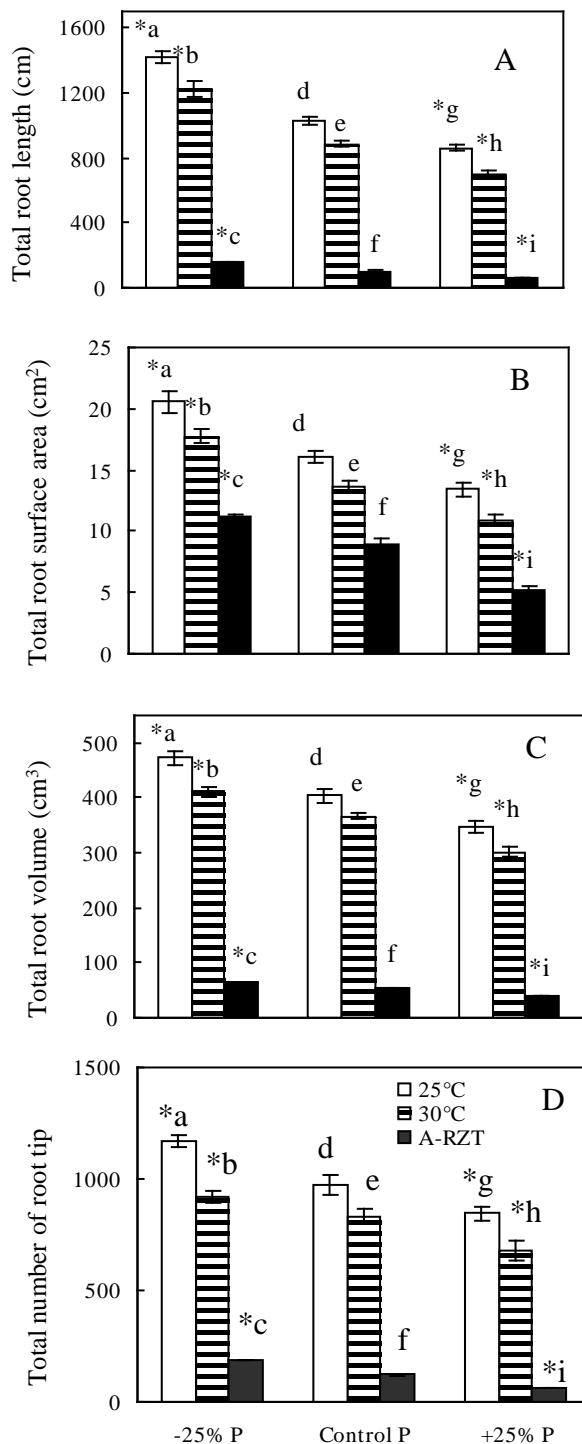 1600
1200
800
400
0
Total root length (cm)
A
*a
*b
*c
d
e
f
*g
*h
*i
25
20
15
10
5
0
Total root surface area (cm²)
B
*a
*b
*c
d
e
f
*g
*h
*i
500
400
300
200
100
0
Total root volume (cm³)
C
*a
*b
*c
d
e
f
*g
*h
*i
1500
1000
500
0
Total number of root tip
D
25°C
30°C
A-RZT
*a
*b
*c
d
e
f
*g
*h
*i
-25% P
Control P
+25% P